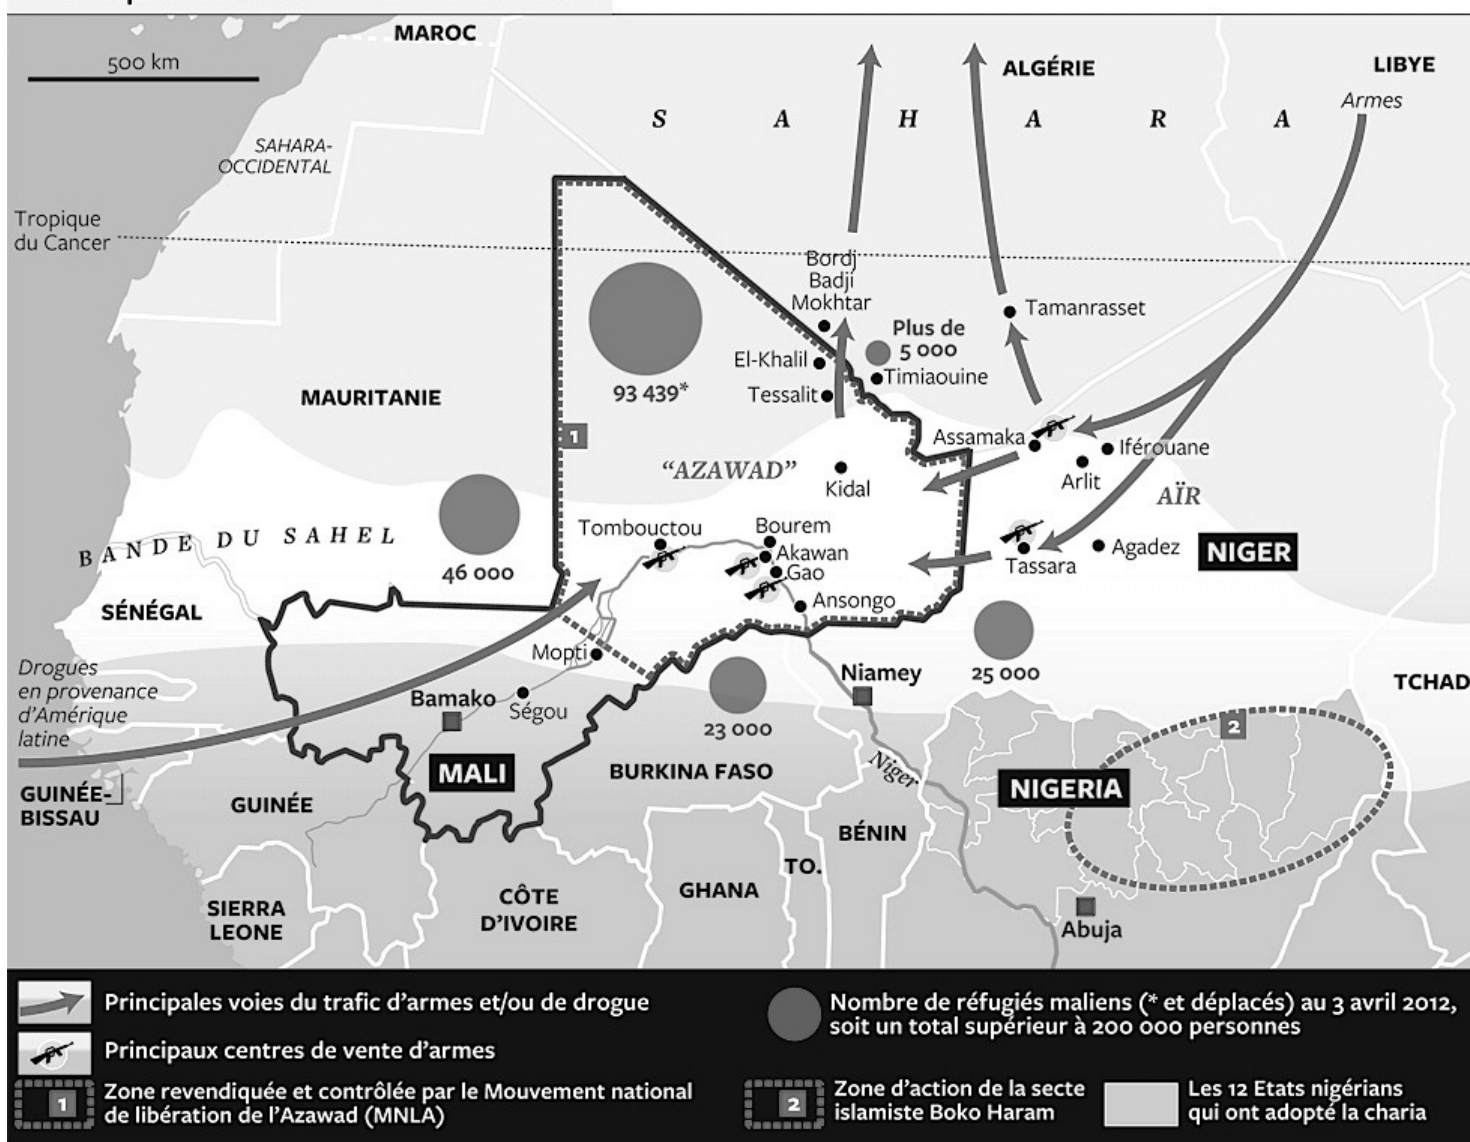 MAROC
500 km
ALGÉRIE
LIBYE
Armes
S A H A R A
SAHARA-
OCCIDENTAL
Tropique
du Cancer
Bordj
Badji
Mokhtar
Tamanrasset
Plus de
5 000
El-Khalil
Timiaouine
93 439*
Tessalit
MAURITANIE
1
Assamaka
Iférouane
“AZAWAD”
Kidal
Arlit
AÏR
BANDE DU SAHEL
Tombouctou
Bourem
Akawan
Gao
Agadez
NIGER
46 000
Tassara
Ansongo
SÉNÉGAL
Mopti
Niamey
25 000
Drogues
en provenance
d’Amérique
latine
Bamako
Ségou
23 000
TCHAD
2
MALI
BURKINA FASO
Niger
NIGERIA
GUINÉE-
BISSAU
GUINÉE
BÉNIN
TO.
GHANA
CÔTE
D’IVOIRE
SIERRA
LEONE
Abuja
Principales voies du trafic d’armes et/ou de drogue
Principaux centres de vente d’armes
1
Zone revendiquée et contrôlée par le Mouvement national
de libération de l’Azawad (MNLA)
Nombre de réfugiés maliens (* et déplacés) au 3 avril 2012,
soit un total supérieur à 200 000 personnes
2
Zone d’action de la secte
islamiste Boko Haram
Les 12 Etats nigérians
qui ont adopté la charia